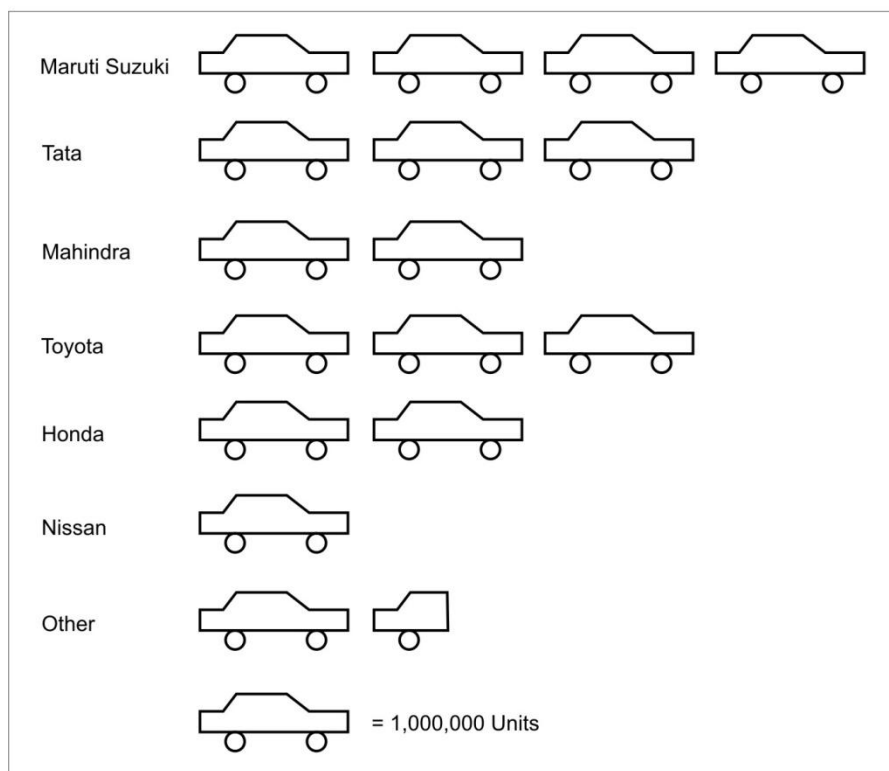 Maruti Suzuki
Tata
Mahindra
Toyota
Honda
Nissan
Other
= 1,000,000 Units